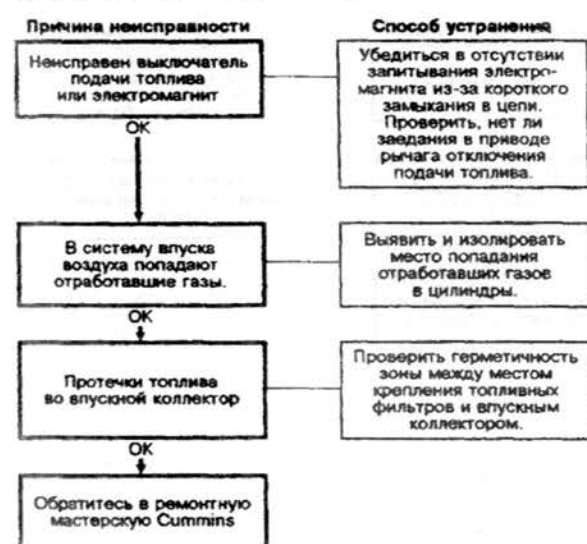 Причина неисправности
Способ устранения
Неисправен выключатель
подачи топлива
или электромагнит
Убедиться в отсутствии
запитывания электро-
магнита из-за короткого
замыкания в цепи.
Проверить, нет ли
заедания в приводе
рычага отключения
подачи топлива.
ОК
В систему впуска
воздуха попадают
отработавшие газы.
Выявить и изолировать
место попадания
отработавших газов
в цилиндры.
ОК
Протечки топлива
во впускной коллектор
Проверить герметичность
зоны между местом
крепления топливных
фильтров и впускным
коллектором.
ОК
Обратитесь в ремонтную
мастерскую Cummins